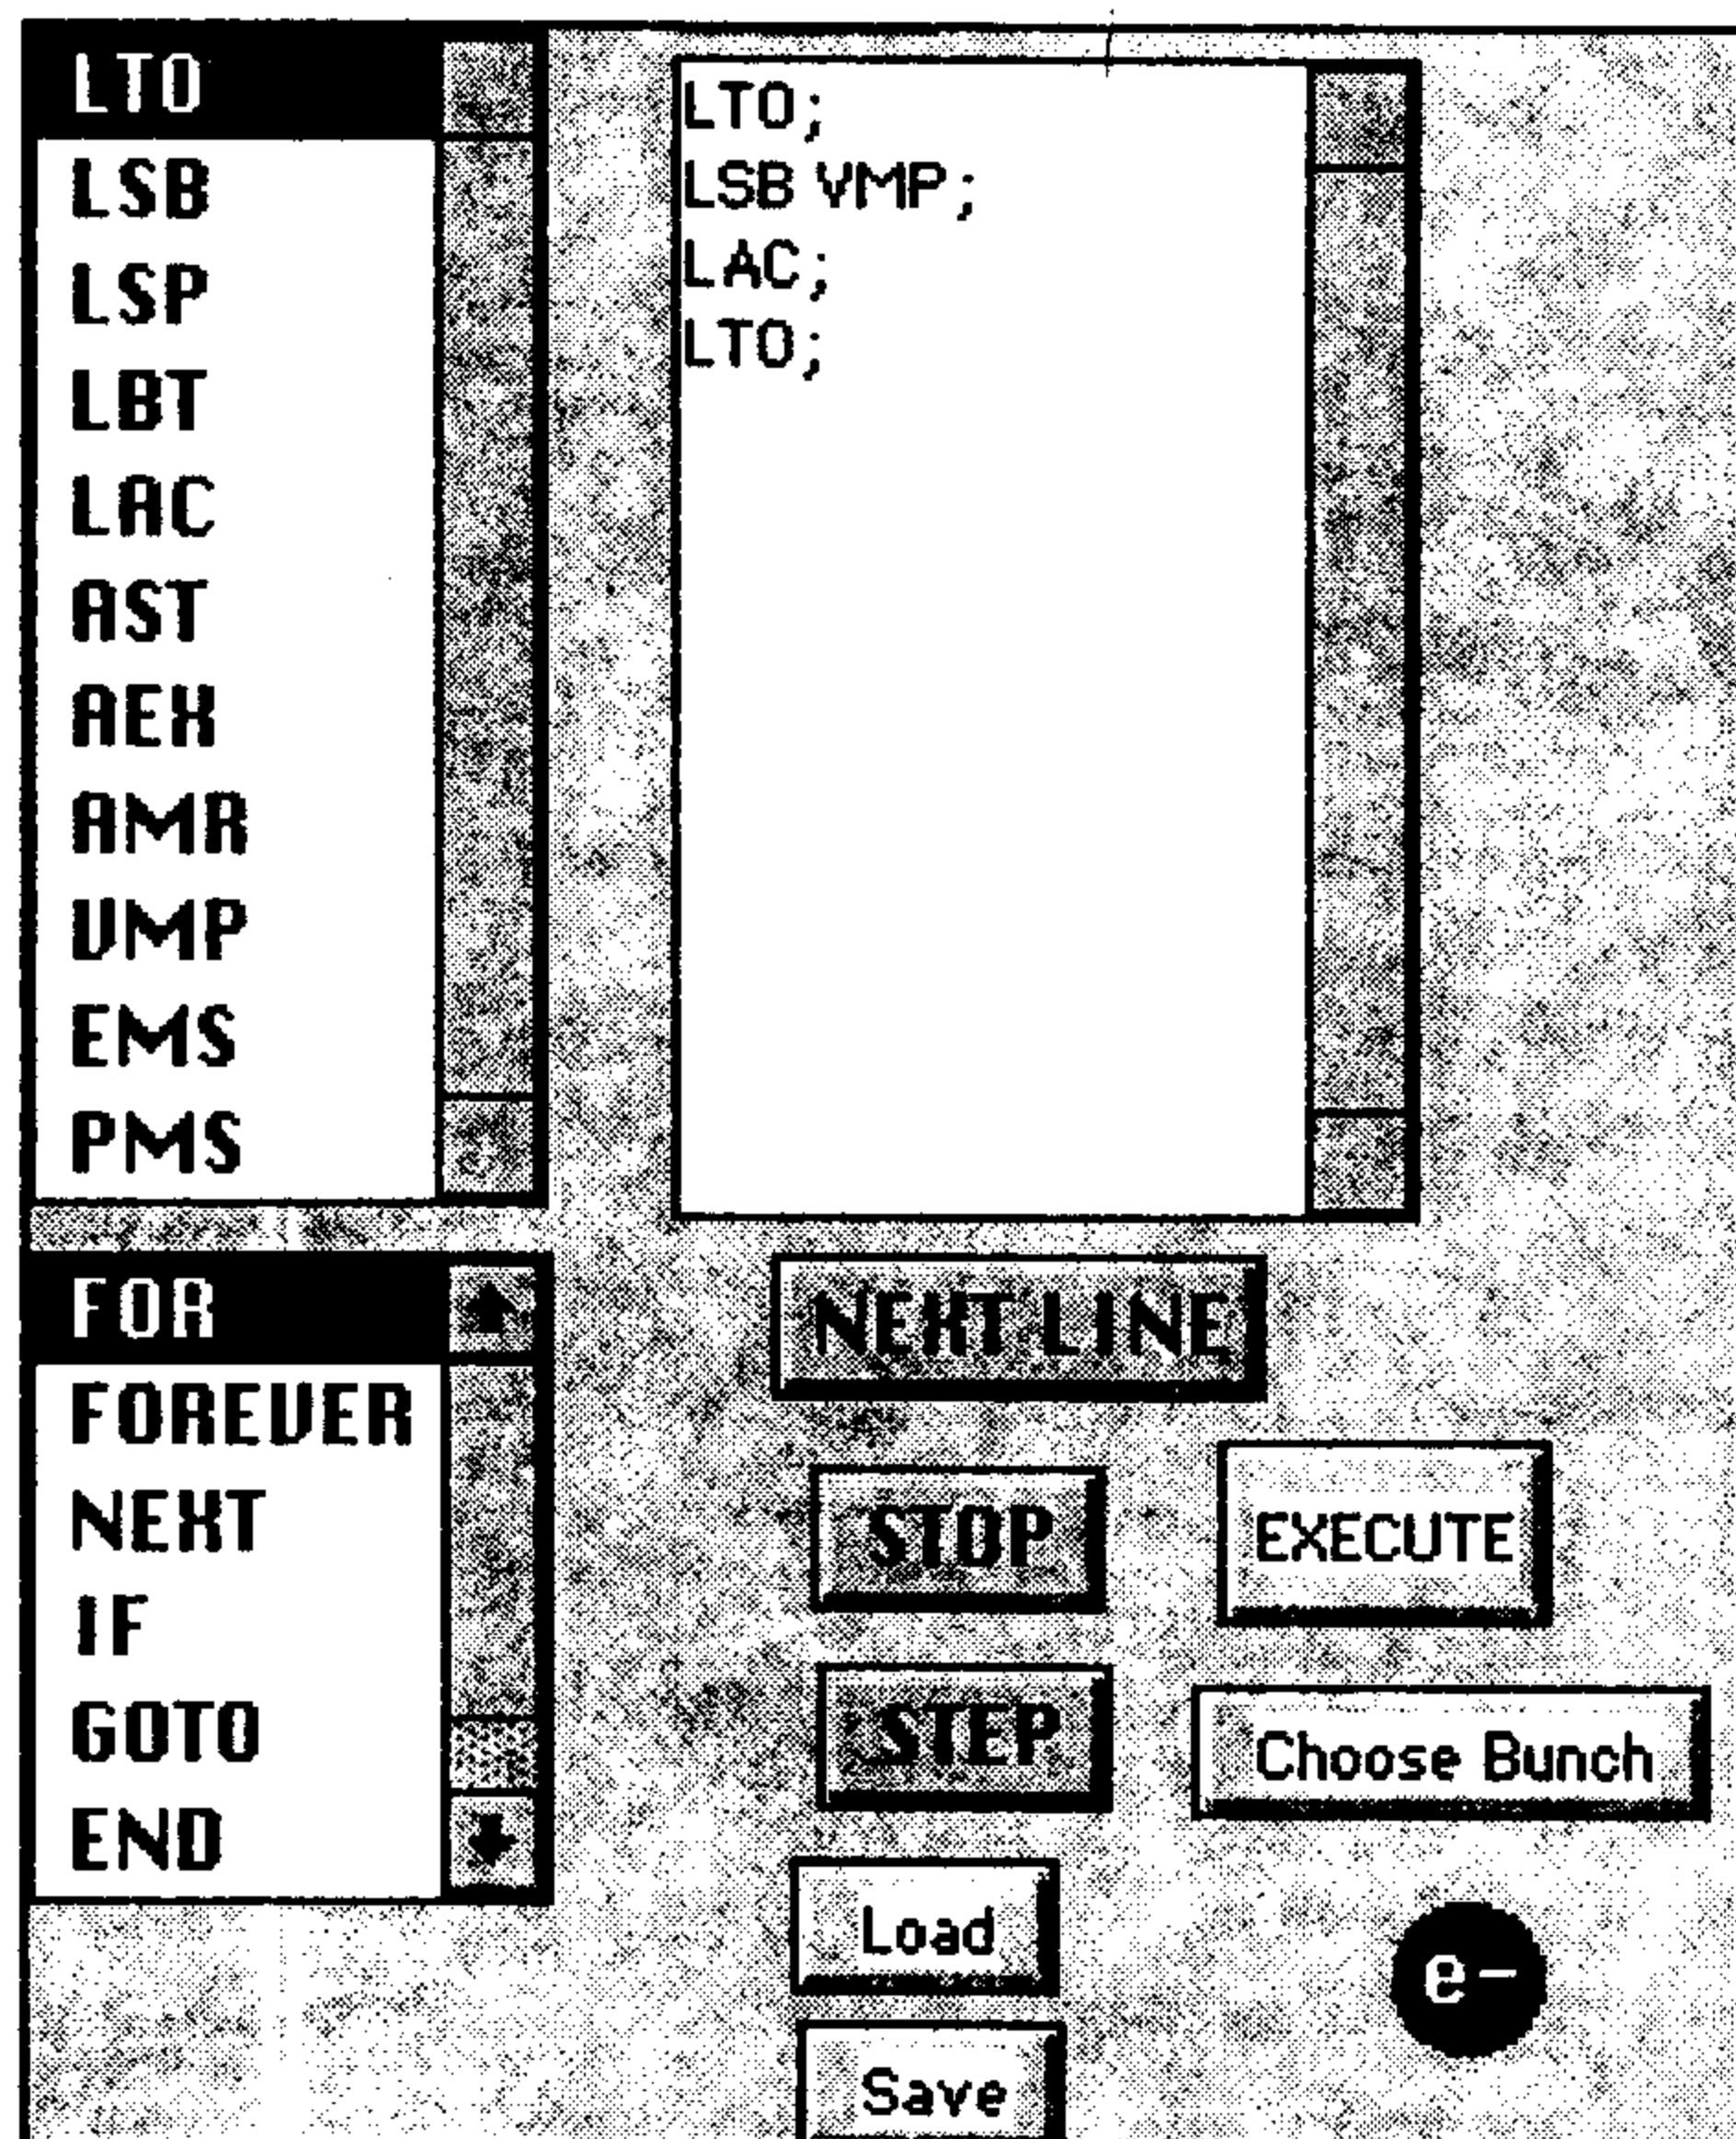 LTO
LSB
LSP
LBT
LAC
AST
AEX
AMR
VMP
EMS
PMS
LTO;
LSB VMP;
LAC;
LTO;
FOR
FOREVER
NEXT
IF
GOTO
END
NEXT LINE
STOP
EXECUTE
STEP
Choose Bunch
Load
e-
Save